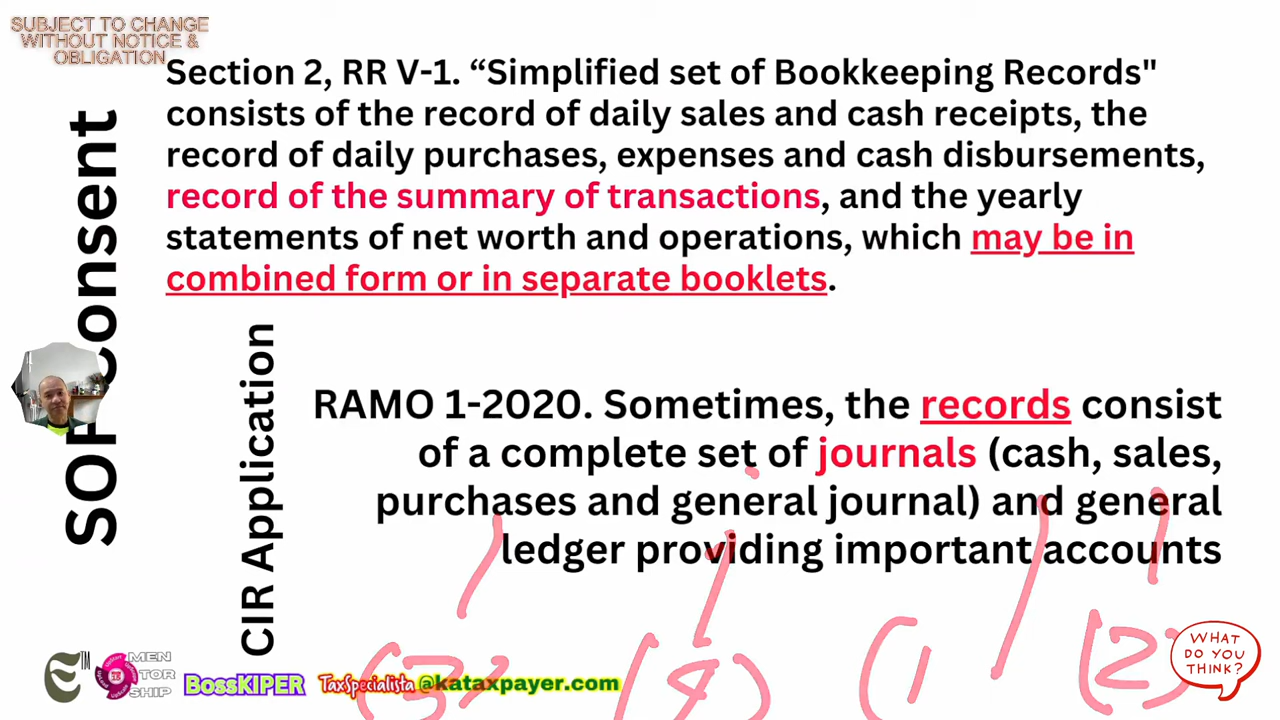 SUBJECT TO CHANGE
WITHOUT NOTICE &
OBLIGATION
Section 2, RR V-1. “Simplified set of Bookkeeping Records"
consists of the record of daily sales and cash receipts, the
record of daily purchases, expenses and cash disbursements,
record of the summary of transactions, and the yearly
statements of net worth and operations, which may be in
combined form or in separate booklets.
CIR Application
RAMO 1-2020. Sometimes, the records consist
of a complete set of journals (cash, sales,
purchases and general journal) and general
ledger providing important accounts
(3)
(4)
(1
(2)
TM
MEN
TOR
SHIP
BossKIPER
TaxSpecialista @kataxpayer.com
WHAT
DO YOU
THINK?